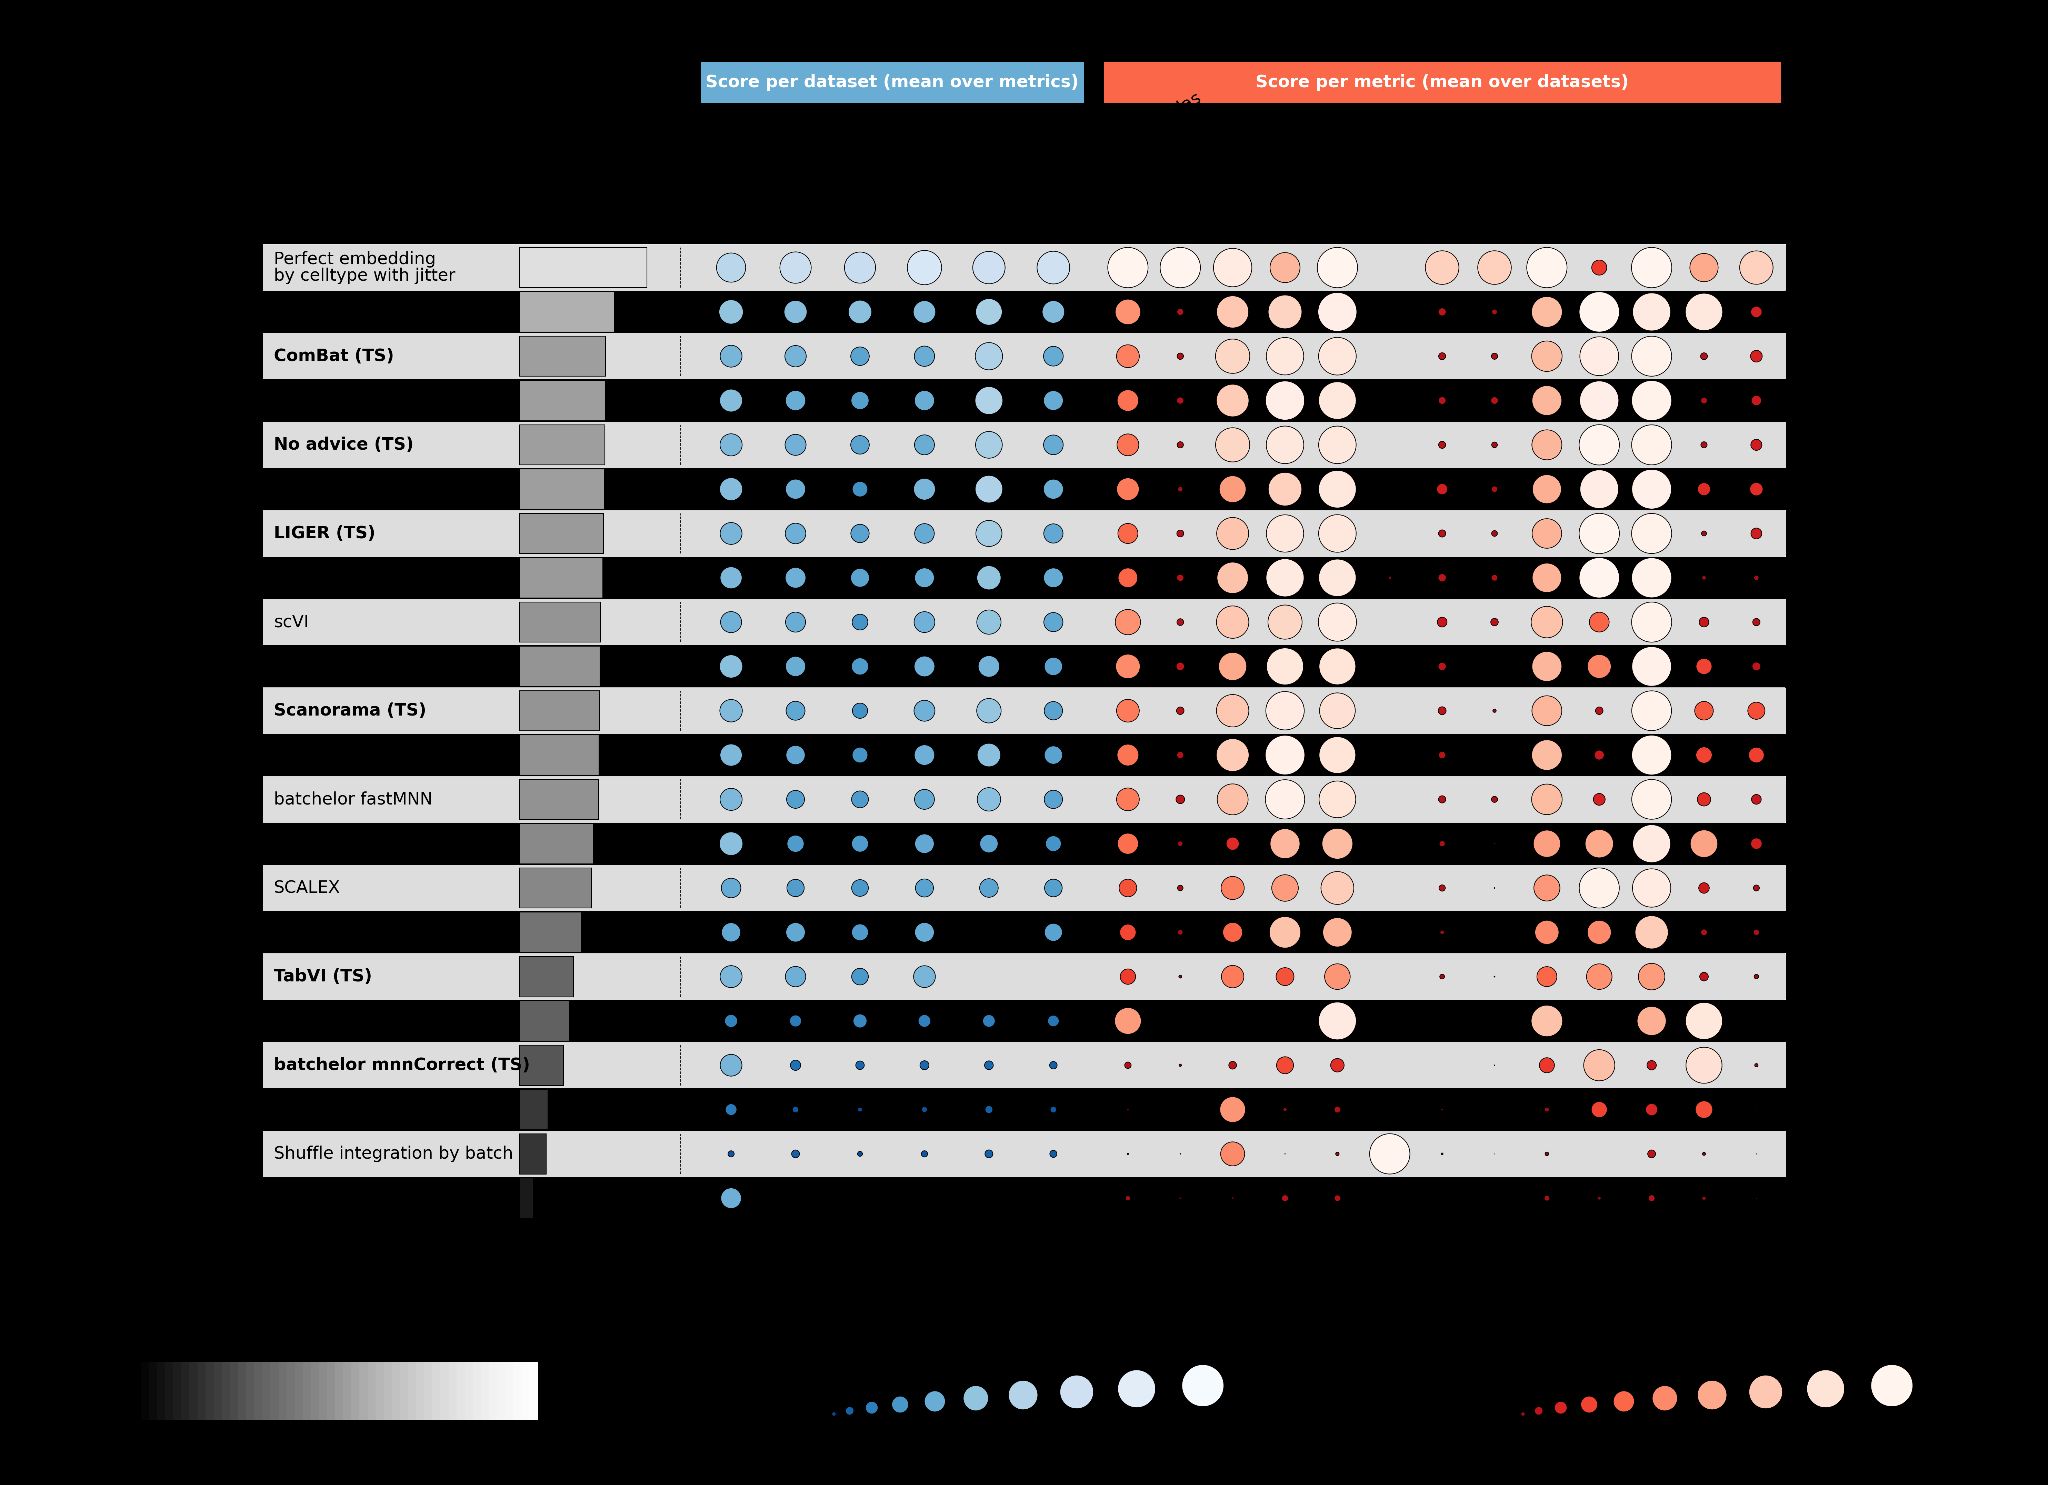 Score per dataset (mean over metrics)
Score per metric (mean over datasets)
Perfect embedding
by celltype with jitter
ComBat (TS)
No advice (TS)
LIGER (TS)
scVI
Scanorama (TS)
batchelor fastMNN
SCALEX
TabVI (TS)
batchelor mnnCorrect (TS)
Shuffle integration by batch